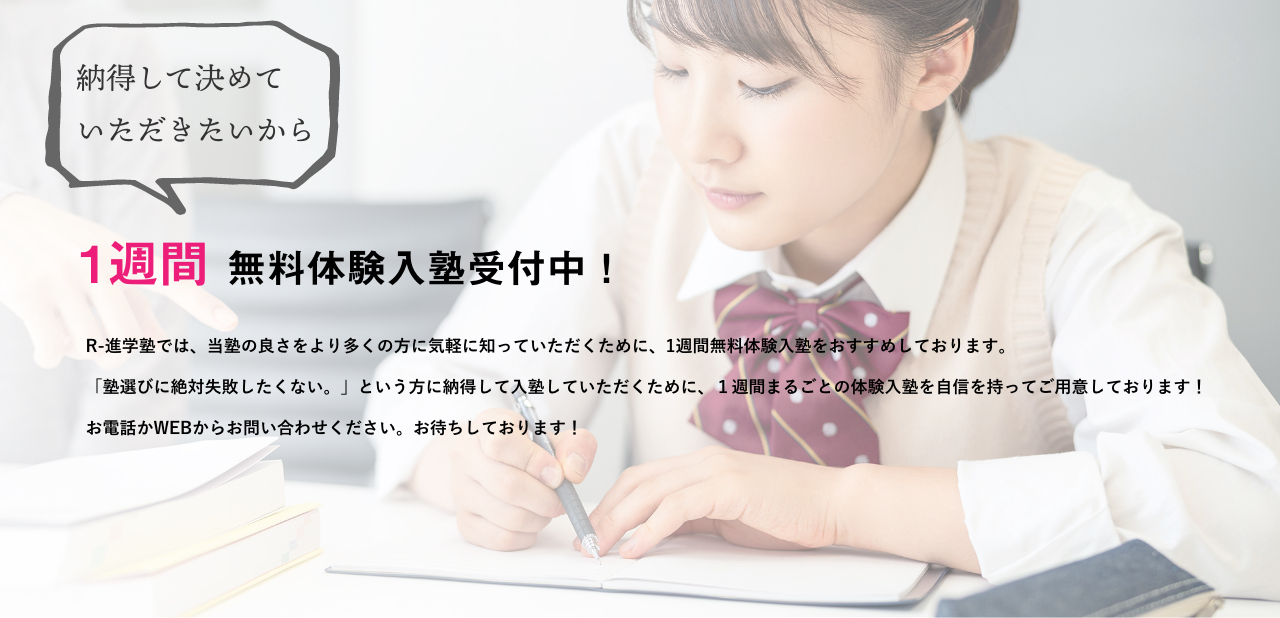 納得して決めて
いただきたいから
1週間 無料体験入塾受付中！
R-進学塾では、当塾の良さをより多くの方に気軽に知っていただくために、1週間無料体験入塾をおすすめしております。
「塾選びに絶対失敗したくない。」という方に納得して入塾していただくために、１週間まるごとの体験入塾を自信を持ってご用意しております！
お電話かWEBからお問い合わせください。お待ちしております！